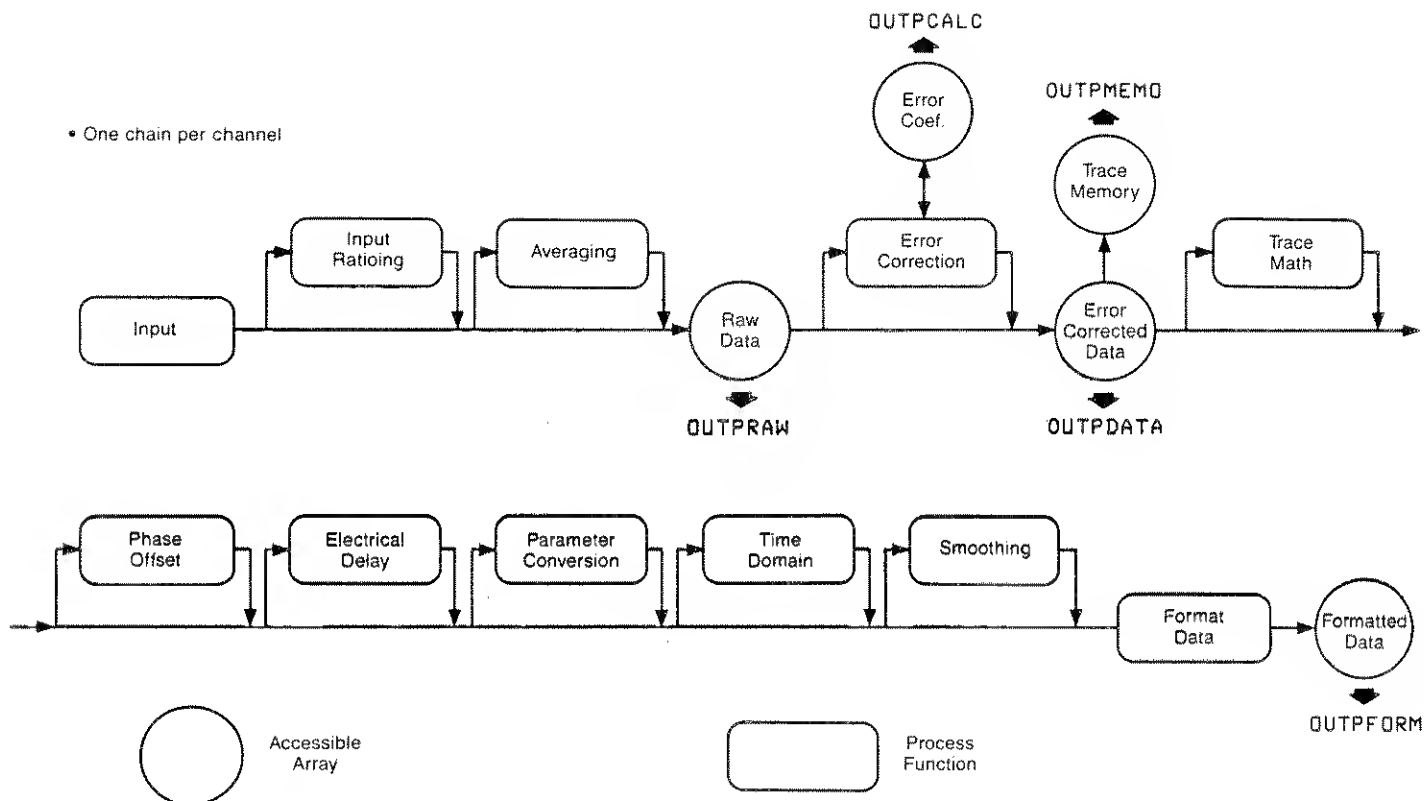 OUTPCALC
Error
Coef.
OUTPMEMO
• One chain per channel
Trace
Memory
Input
Ratioing
Averaging
Error
Correction
Trace
Math
Input
Raw
Data
Error
Corrected
Data
OUTPRAW
OUTPDATA
Phase
Offset
Electrical
Delay
Parameter
Conversion
Time
Domain
Smoothing
Format
Data
Formatted
Data
OUTPFORM
Accessible
Array
Process
Function